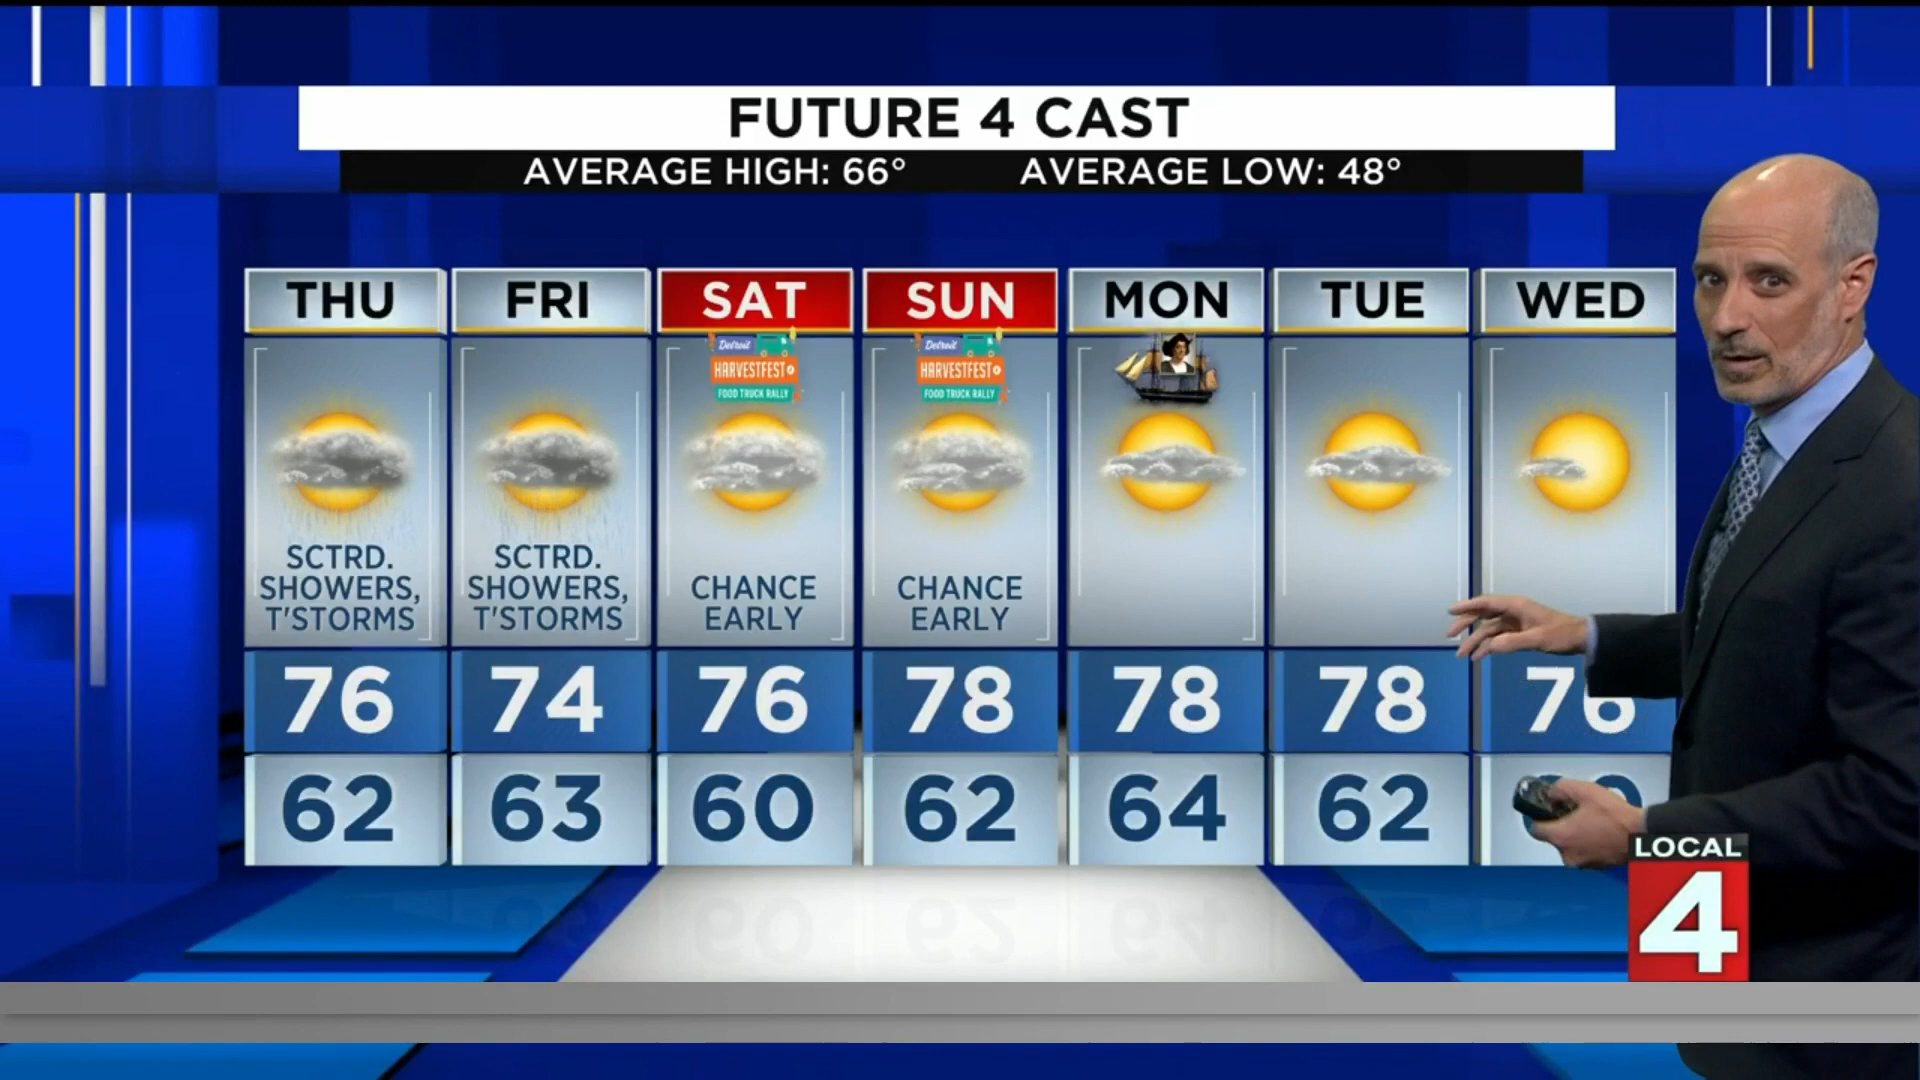 FUTURE 4 CAST
AVERAGE HIGH: 66° AVERAGE LOW: 48°
THU FRI SAT SUN MON TUE WED
Detroit Detroit
HARVESTFEST HARVESTFEST
FOOD TRUCK RALLY FOOD TRUCK RALLY
SCTRD. SCTRD.
SHOWERS, SHOWERS, CHANCE CHANCE
T'STORMS T'STORMS EARLY EARLY
76 74 76 78 78 78 76
62 63 60 62 64 62
LOCAL
4